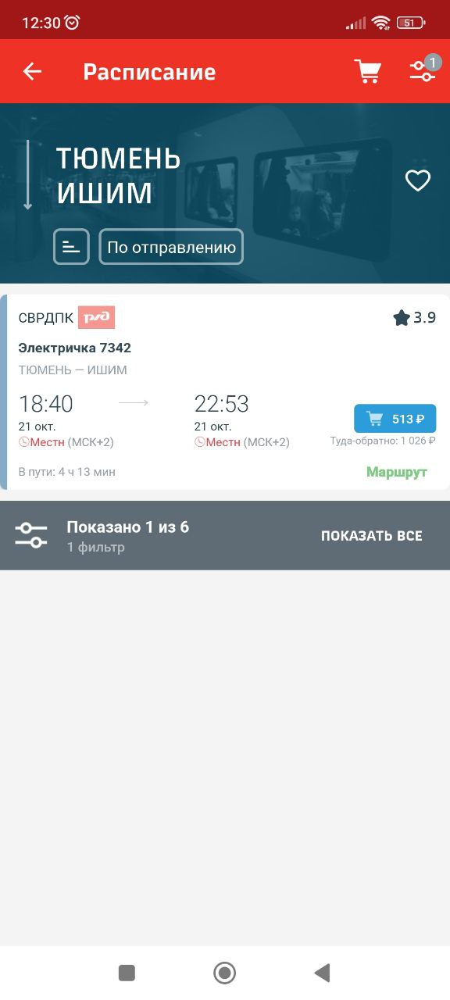 12:30
51
Расписание
1
ТЮМЕНЬ
ИШИМ
По отправлению
СВРДПК ржд 3.9
Электричка 7342
ТЮМЕНЬ — ИШИМ
18:40 22:53
21 окт. 21 окт.
513 ₽
Местн (МСК+2) Местн (МСК+2) Туда-обратно: 1 026 ₽
В пути: 4 ч 13 мин Маршрут
Показано 1 из 6
1 фильтр
ПОКАЗАТЬ ВСЕ